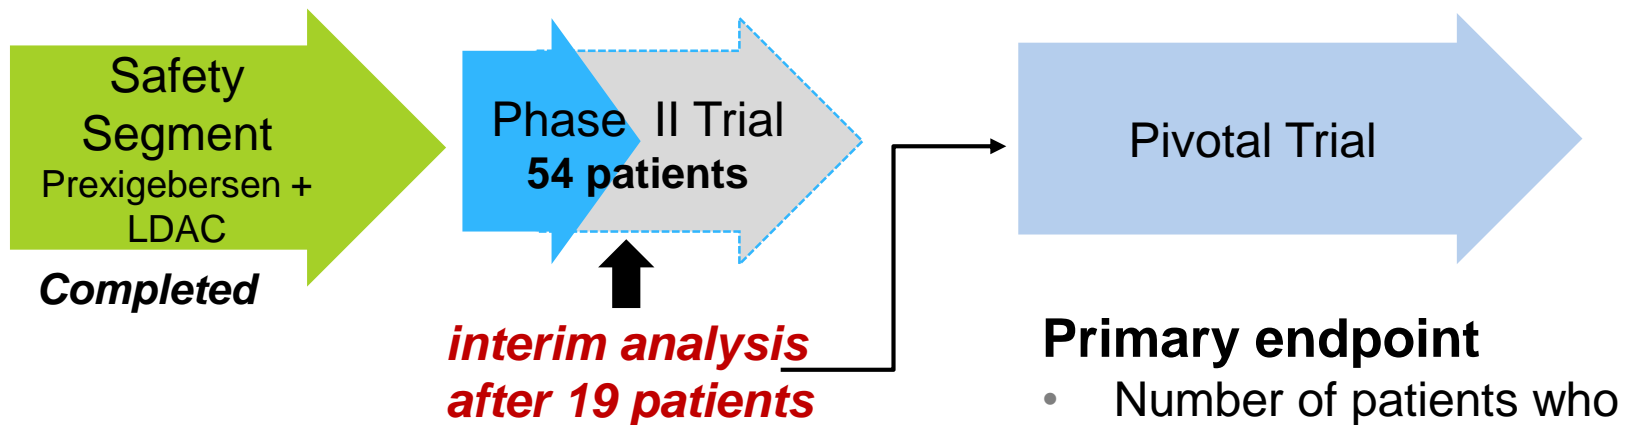 Safety
Segment
Prexigebersen +
LDAC
Completed
Phase II Trial
54 patients
interim analysis
after 19 patients
Pivotal Trial
Primary endpoint
• Number of patients who